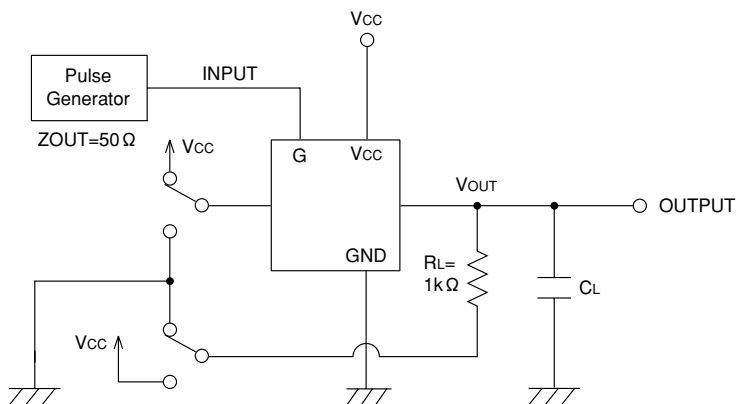 VCC
Pulse
Generator
INPUT
ZOUT=50Ω
VCC
G
VCC
VOUT
OUTPUT
GND
RL=
1kΩ
CL
VCC